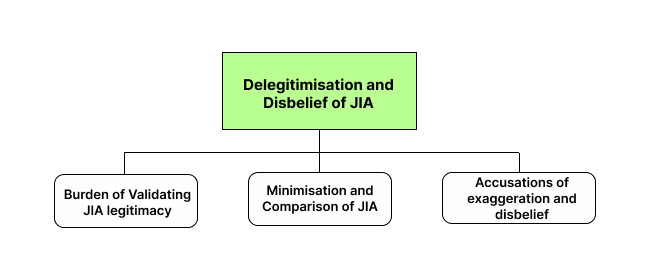 Delegitimisation and
Disbelief of JIA
Burden of Validating
JIA legitimacy
Minimisation and
Comparison of JIA
Accusations of
exaggeration and
disbelief